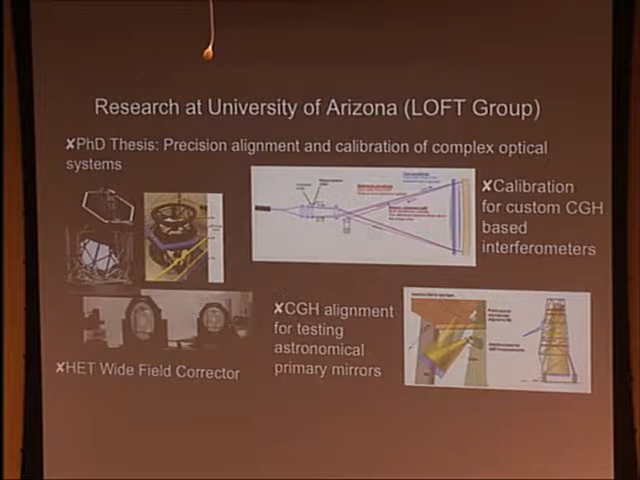 Research at University of Arizona (LOFT Group)
✘PhD Thesis: Precision alignment and calibration of complex optical
systems
✘Calibration
for custom CGH
based
interferometers
✘CGH alignment
for testing
astronomical
primary mirrors
✘HET Wide Field Corrector